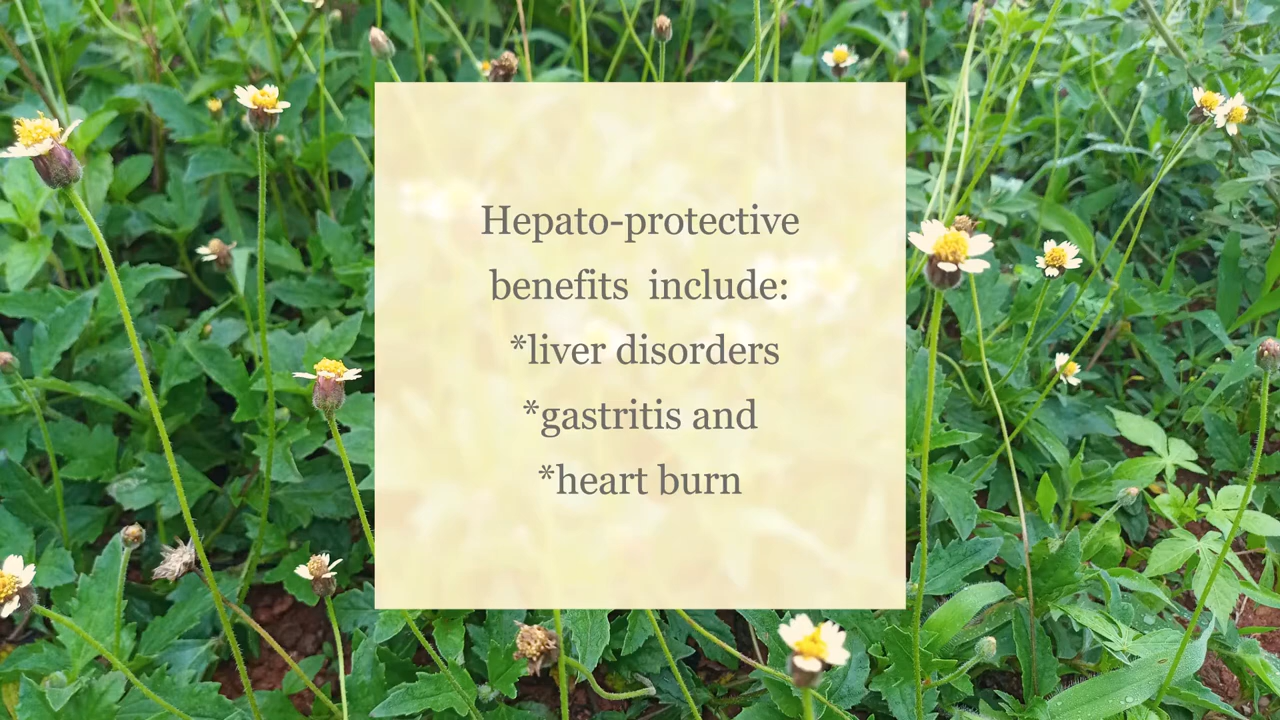 Hepato-protective
benefits  include:
*liver disorders
*gastritis and
*heart burn